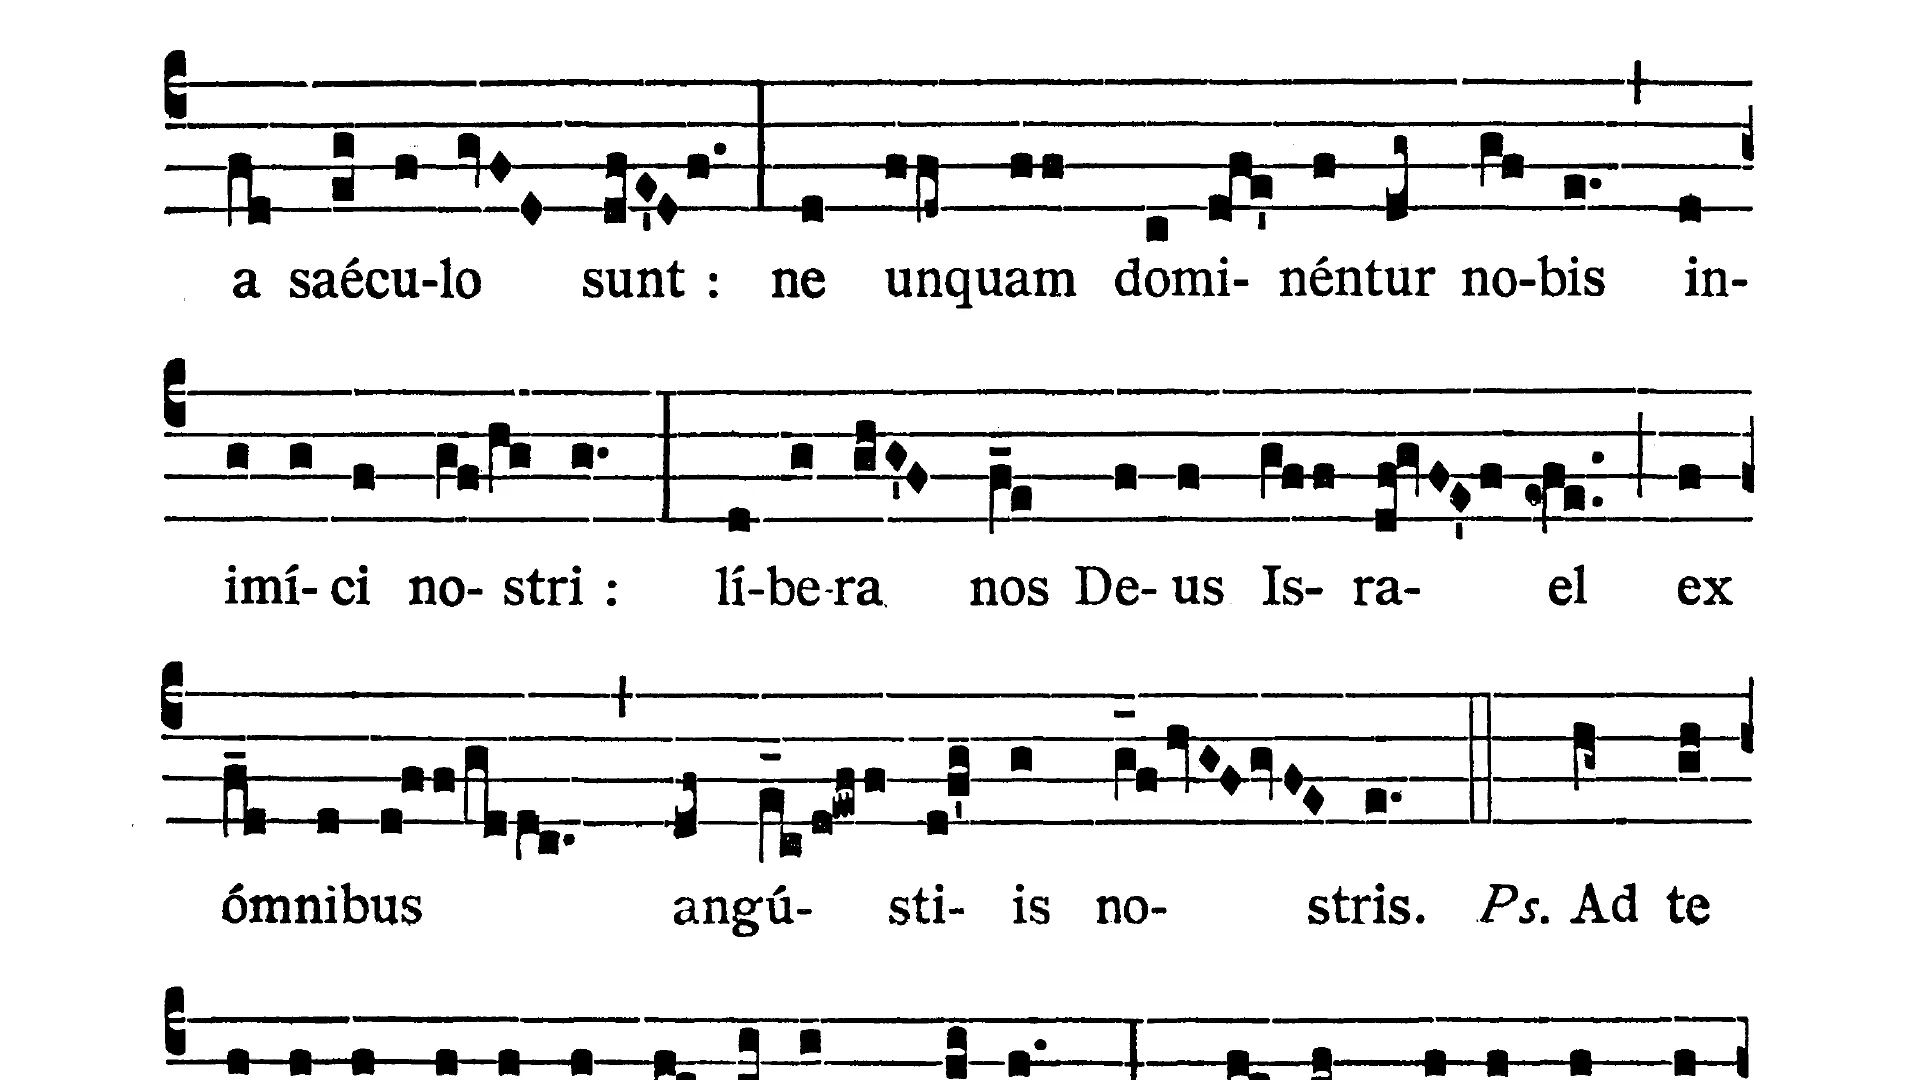 a saécu-lo sunt : ne unquam domi- néntur no-bis in-
imí- ci no- stri : lí-be-ra nos De- us Is- ra- el ex
ómnibus angú- sti- is no- stris. Ps. Ad te